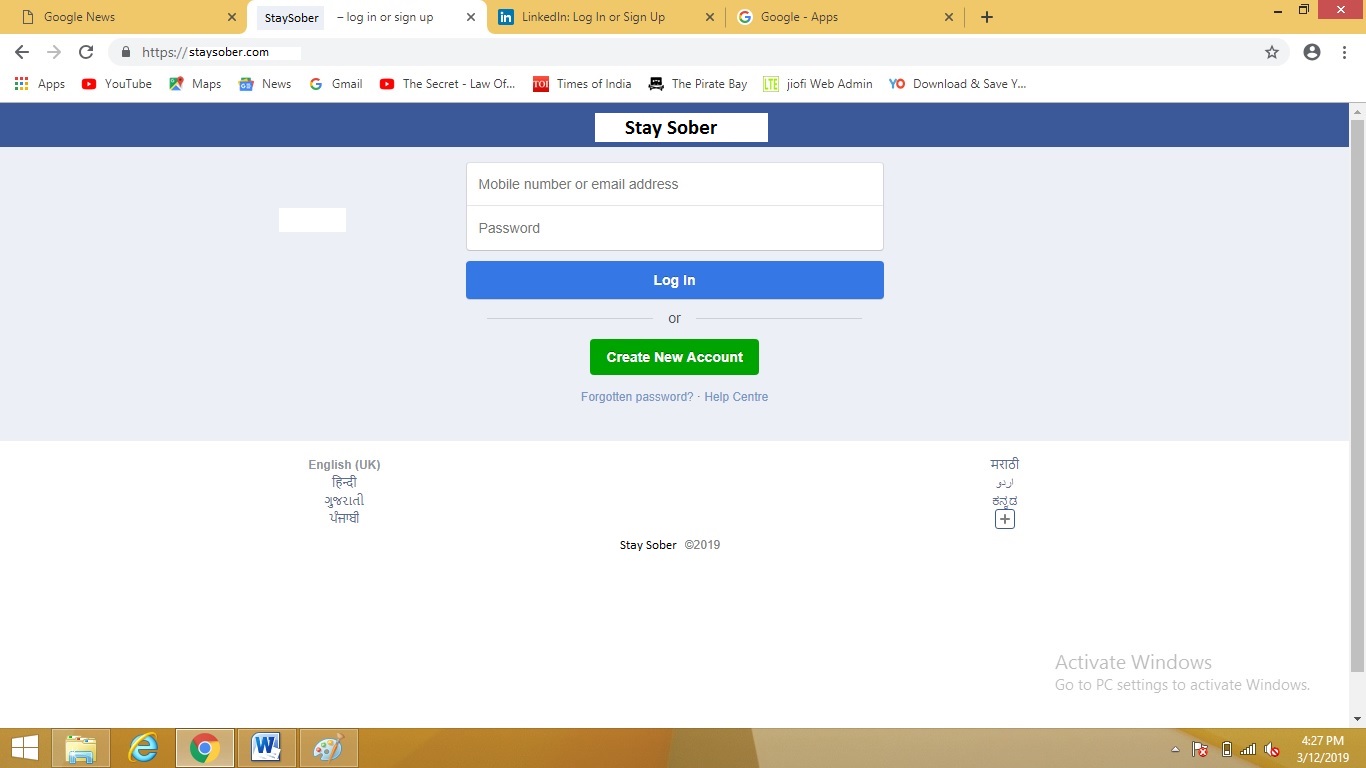 Google News
StaySober – log in or sign up
LinkedIn: Log In or Sign Up
Google - Apps
https://staysober.com
Apps
YouTube
Maps
News
Gmail
The Secret - Law Of...
TOI Times of India
The Pirate Bay
LTE jiofi Web Admin
YO Download & Save Y...
Stay Sober
Mobile number or email address
Password
Log In
or
Create New Account
Forgotten password? · Help Centre
English (UK)
हिन्दी
ગુજરાતી
ਪੰਜਾਬੀ
मराठी
اردو
ಕನ್ನಡ
Stay Sober ©2019
Activate Windows
Go to PC settings to activate Windows.
4:27 PM
3/12/2019